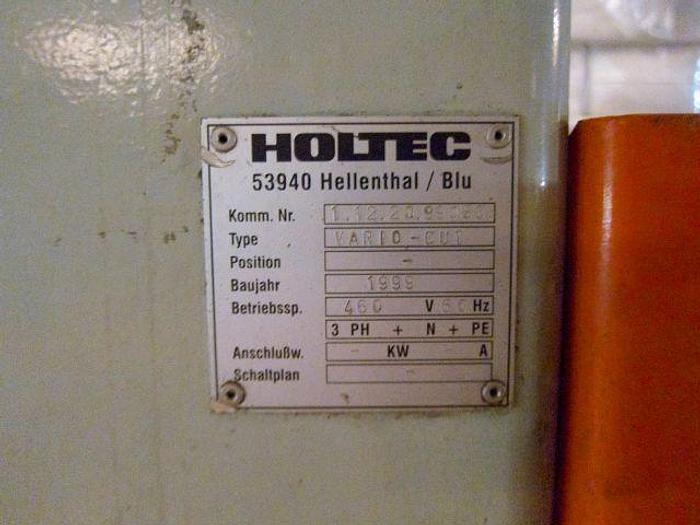 HOLTEC
53940 Hellenthal / Blu
Komm. Nr.
Type VARIO-CUT
Position -
Baujahr 1999
Betriebssp. 460 V 60 Hz
3 PH + N + PE
Anschlußw. - KW A
Schaltplan -